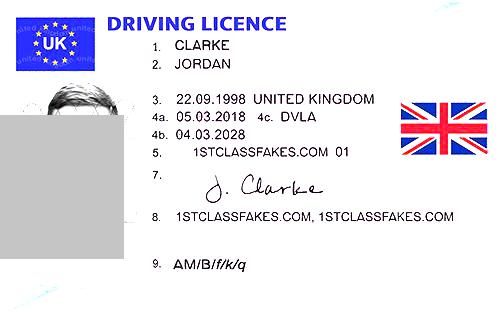 DRIVING LICENCE
UK
1. CLARKE
2. JORDAN
3. 22.09.1998 UNITED KINGDOM
4a. 05.03.2018 4c. DVLA
4b. 04.03.2028
5. 1STCLASSFAKES.COM 01
7. J. Clarke
8. 1STCLASSFAKES.COM, 1STCLASSFAKES.COM
9. AM/B/f/k/q